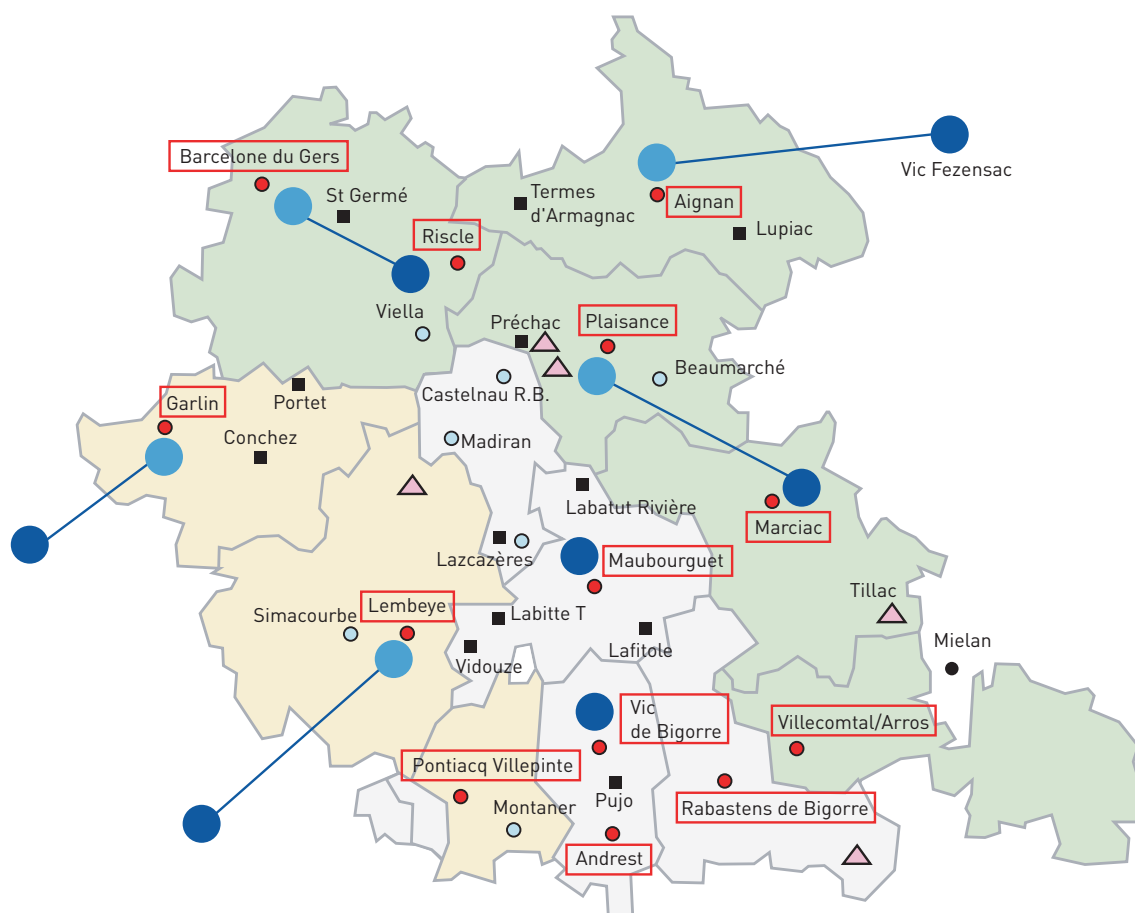 Vic Fezensac
Barcelone du Gers
St Germé
Termes
d'Armagnac
Aignan
Lupiac
Riscle
Viella
Préchac
Plaisance
Beaumarché
Castelnau R.B.
Portet
Garlin
Conchez
Madiran
Labatut Rivière
Marciac
Lazcazères
Maubourguet
Tillac
Simacourbe
Lembeye
Labitte T
Lafitole
Mielan
Vidouze
Vic
de Bigorre
Villecomtal/Arros
Pontiacq Villepinte
Montaner
Pujo
Rabastens de Bigorre
Andrest